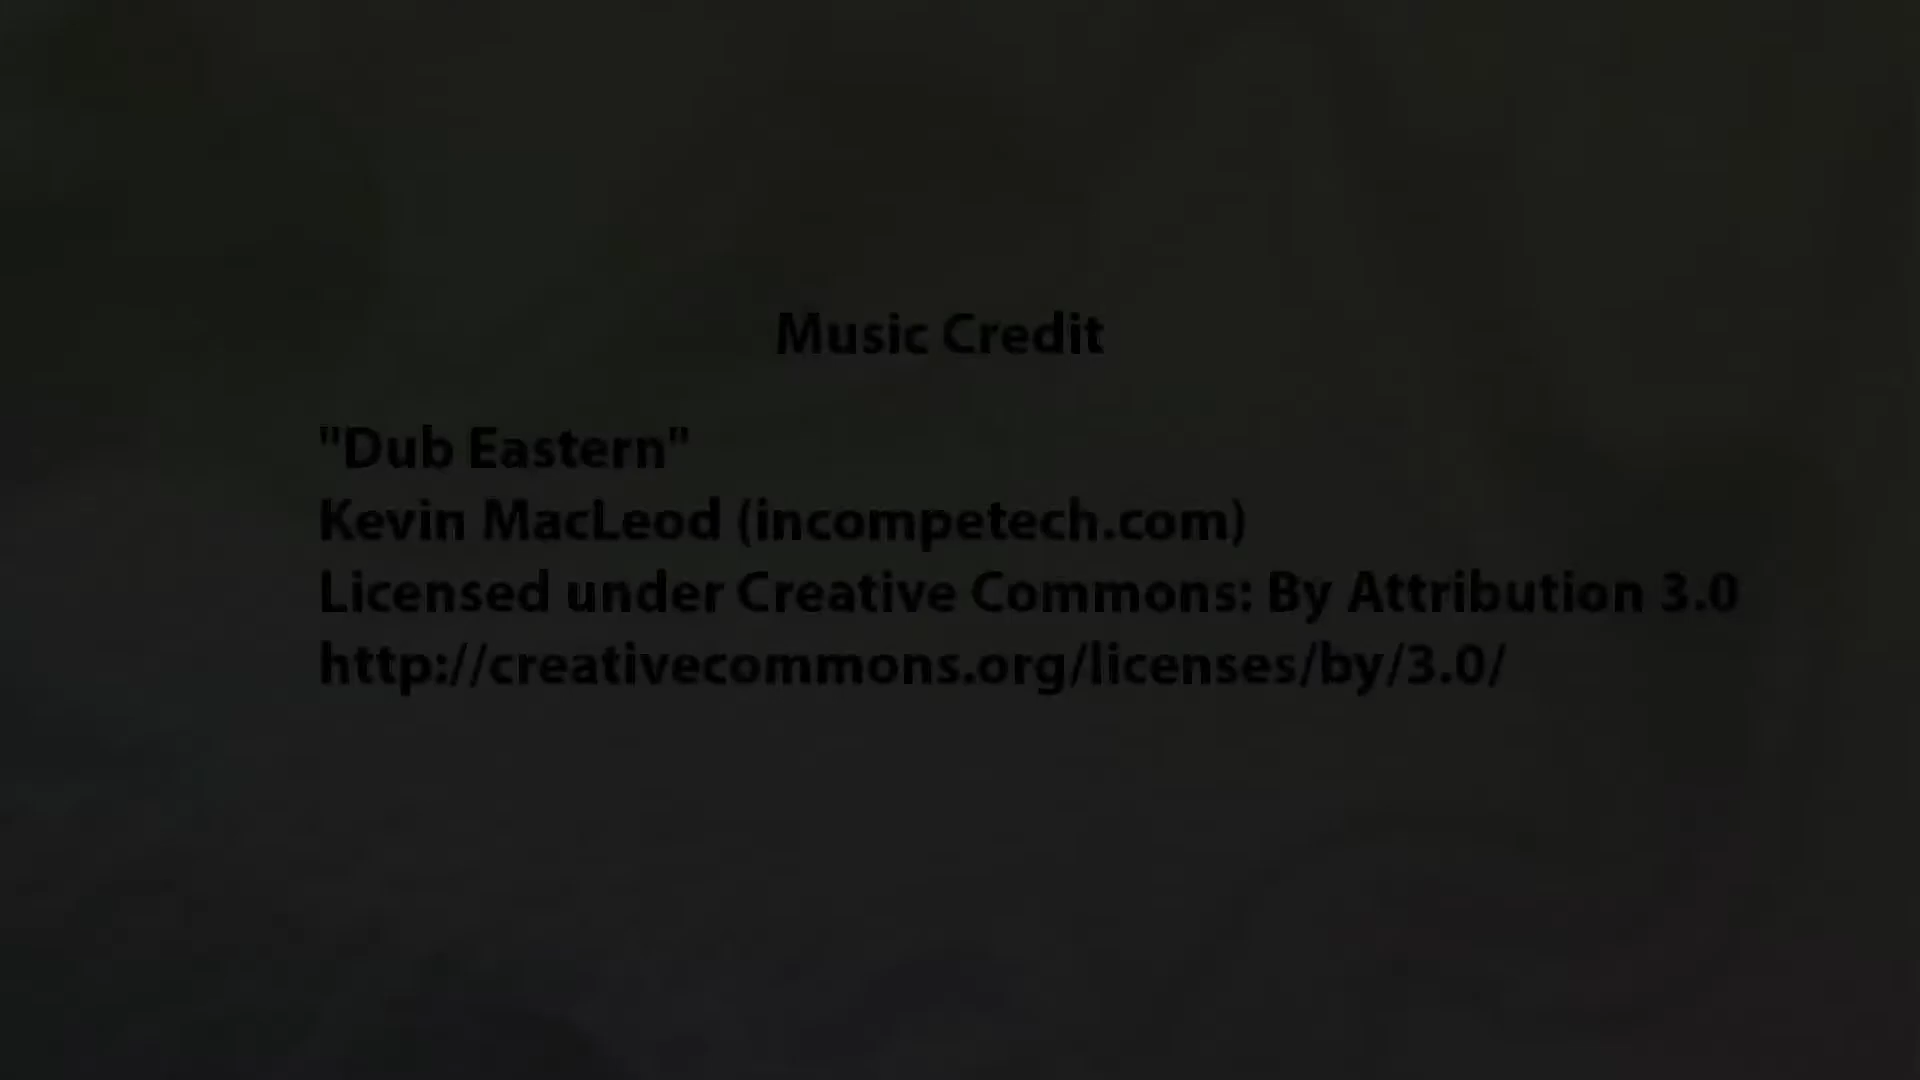 Music Credit
"Dub Eastern"
Kevin MacLeod (incompetech.com)
Licensed under Creative Commons: By Attribution 3.0
http://creativecommons.org/licenses/by/3.0/